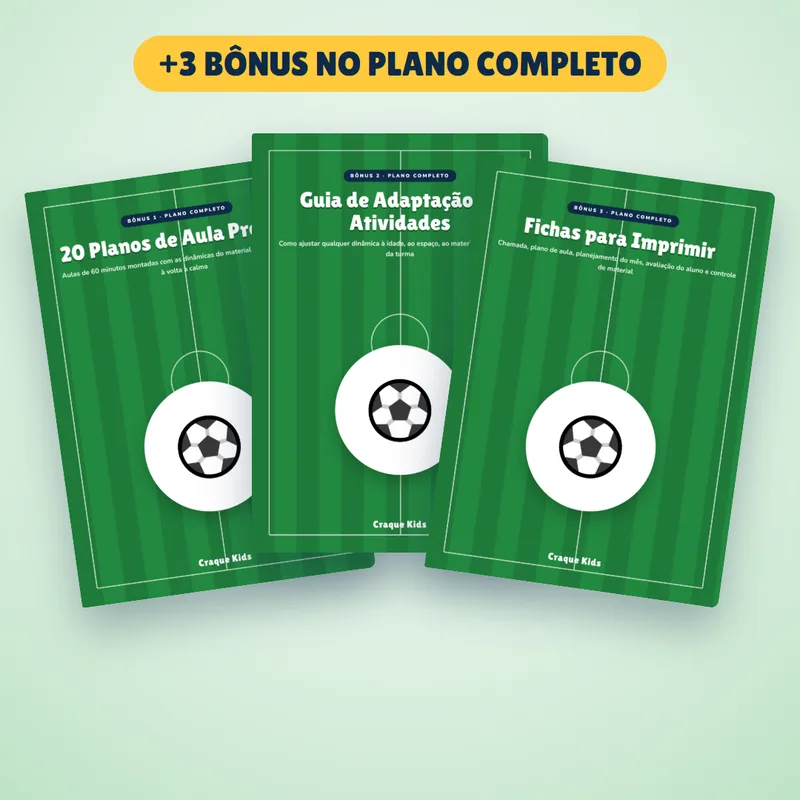 +3 BÔNUS NO PLANO COMPLETO
BÔNUS 1 · PLANO COMPLETO
20 Planos de Aula
Aulas de 60 minutos montadas com as dinâmicas do material
à volta à calma
Craque Kids
BÔNUS 2 · PLANO COMPLETO
Guia de Adaptação
Atividades
Como ajustar qualquer dinâmica à idade, ao espaço, ao
da turma
Craque Kids
BÔNUS 3 · PLANO COMPLETO
Fichas para Imprimir
Chamada, plano de aula, planejamento do mês, avaliação do aluno e controle
de material
Craque Kids